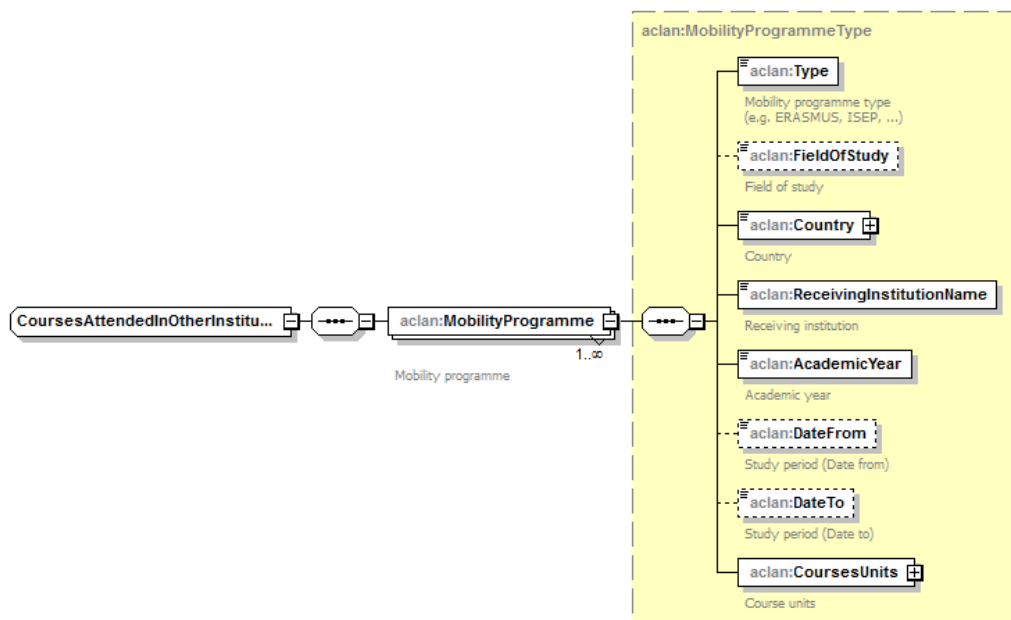 aclan:MobilityProgrammeType
aclan:Type
Mobility programme type
(e.g. ERASMUS, ISEP, ...)
aclan:FieldOfStudy
Field of study
aclan:Country
Country
aclan:ReceivingInstitutionName
Receiving institution
CoursesAttendedInOtherInstitu...
aclan:MobilityProgramme
1..∞
Mobility programme
aclan:AcademicYear
Academic year
aclan:DateFrom
Study period (Date from)
aclan:DateTo
Study period (Date to)
aclan:CoursesUnits
Course units